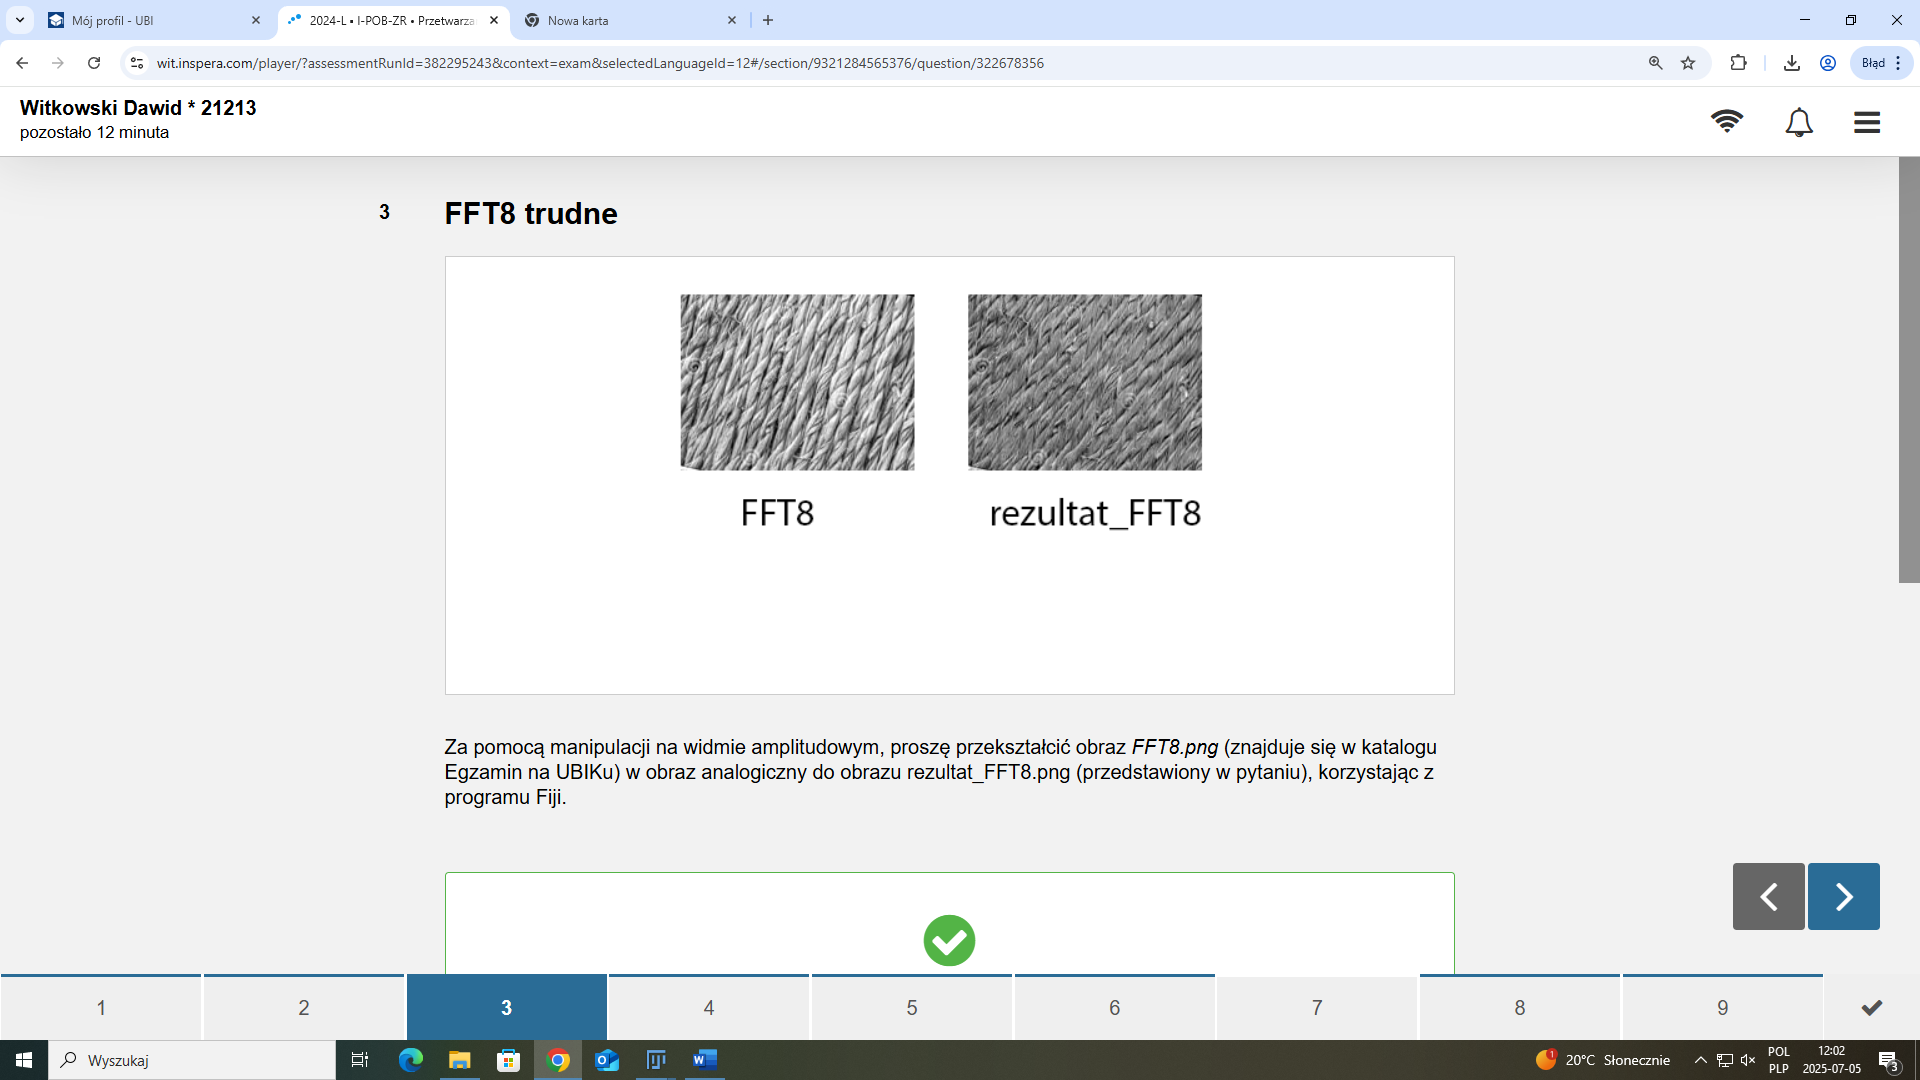 Mój profil - UBI
2024-L • I-POB-ZR • Przetwarza
Nowa karta
wit.inspera.com/player/?assessmentRunId=382295243&context=exam&selectedLanguageId=12#/section/9321284565376/question/322678356
Błąd
Witkowski Dawid * 21213
pozostało 12 minuta
3
FFT8 trudne
FFT8
rezultat_FFT8
Za pomocą manipulacji na widmie amplitudowym, proszę przekształcić obraz FFT8.png (znajduje się w katalogu
Egzamin na UBIKu) w obraz analogiczny do obrazu rezultat_FFT8.png (przedstawiony w pytaniu), korzystając z
programu Fiji.
1
2
3
4
5
6
7
8
9
Wyszukaj
1
20°C Słonecznie
POL
PLP
12:02
2025-07-05
3